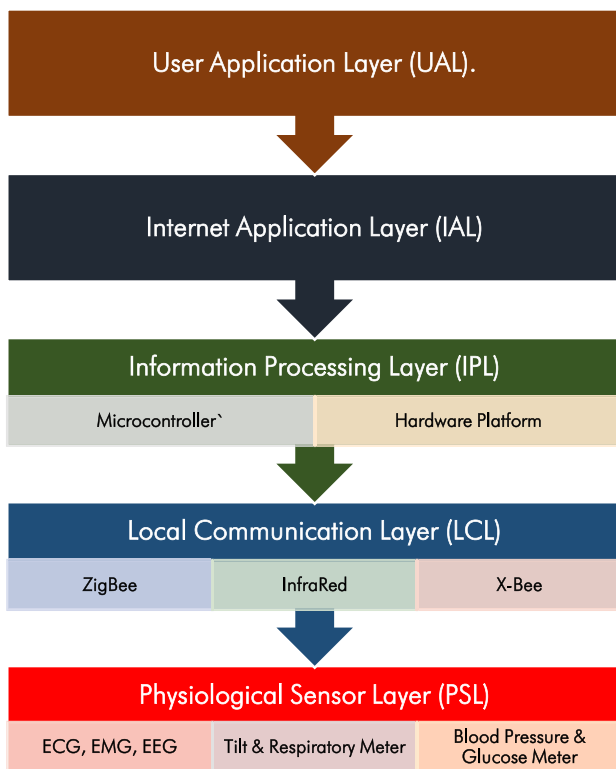 User Application Layer (UAL).
Internet Application Layer (IAL)
Information Processing Layer (IPL)
Microcontroller`
Hardware Platform
Local Communication Layer (LCL)
ZigBee
InfraRed
X-Bee
Physiological Sensor Layer (PSL)
ECG, EMG, EEG
Tilt & Respiratory Meter
Blood Pressure &
Glucose Meter